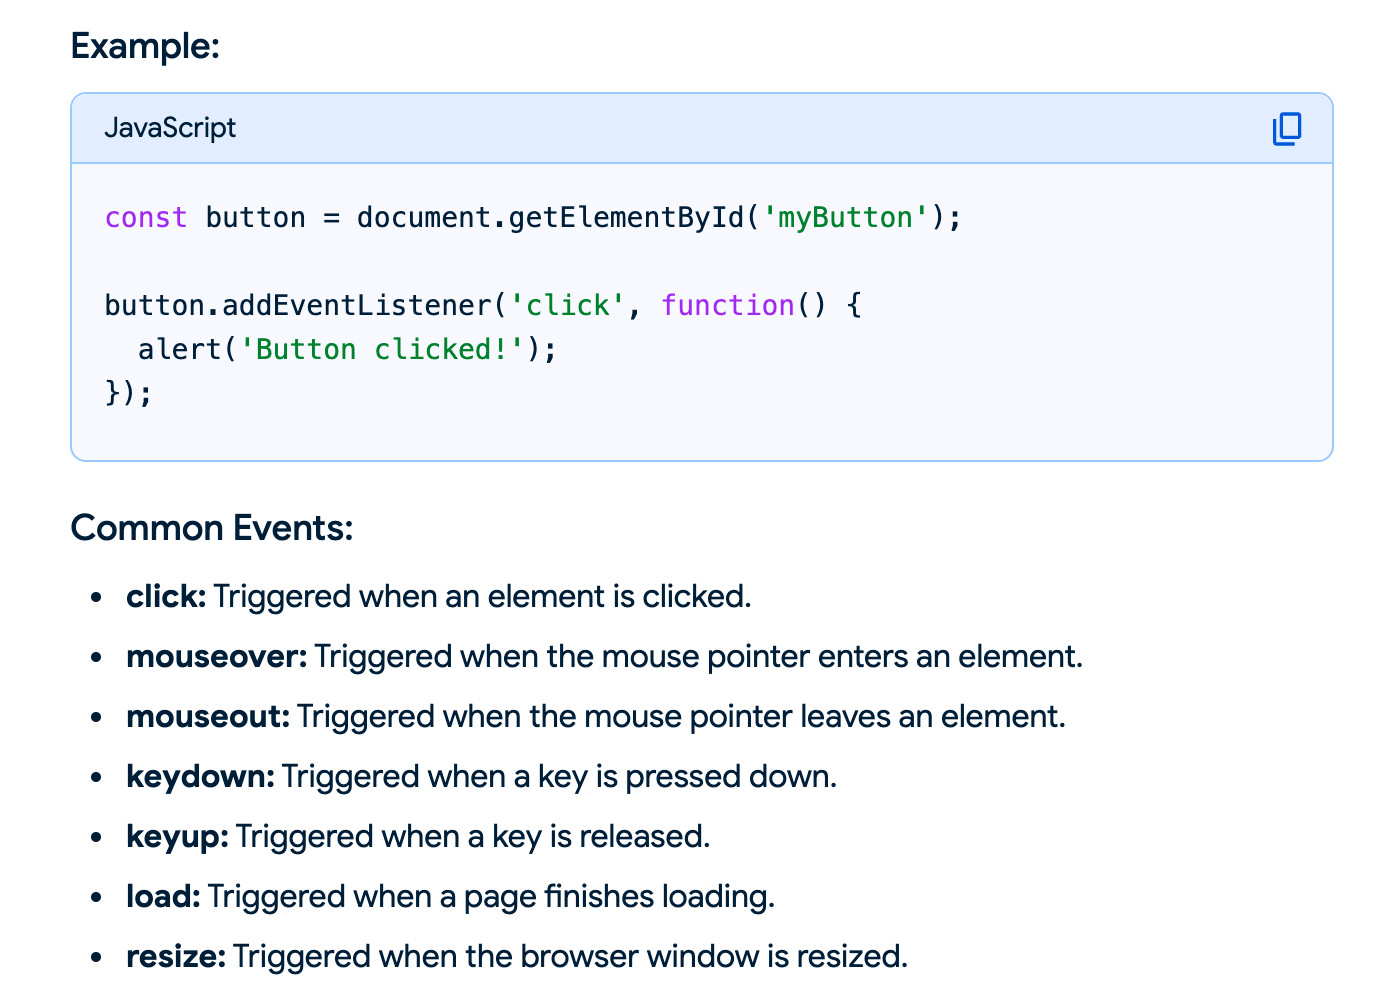 Example:
JavaScript
const button = document.getElementById('myButton');
button.addEventListener('click', function() {
  alert('Button clicked!');
});
Common Events:
• click: Triggered when an element is clicked.
• mouseover: Triggered when the mouse pointer enters an element.
• mouseout: Triggered when the mouse pointer leaves an element.
• keydown: Triggered when a key is pressed down.
• keyup: Triggered when a key is released.
• load: Triggered when a page finishes loading.
• resize: Triggered when the browser window is resized.